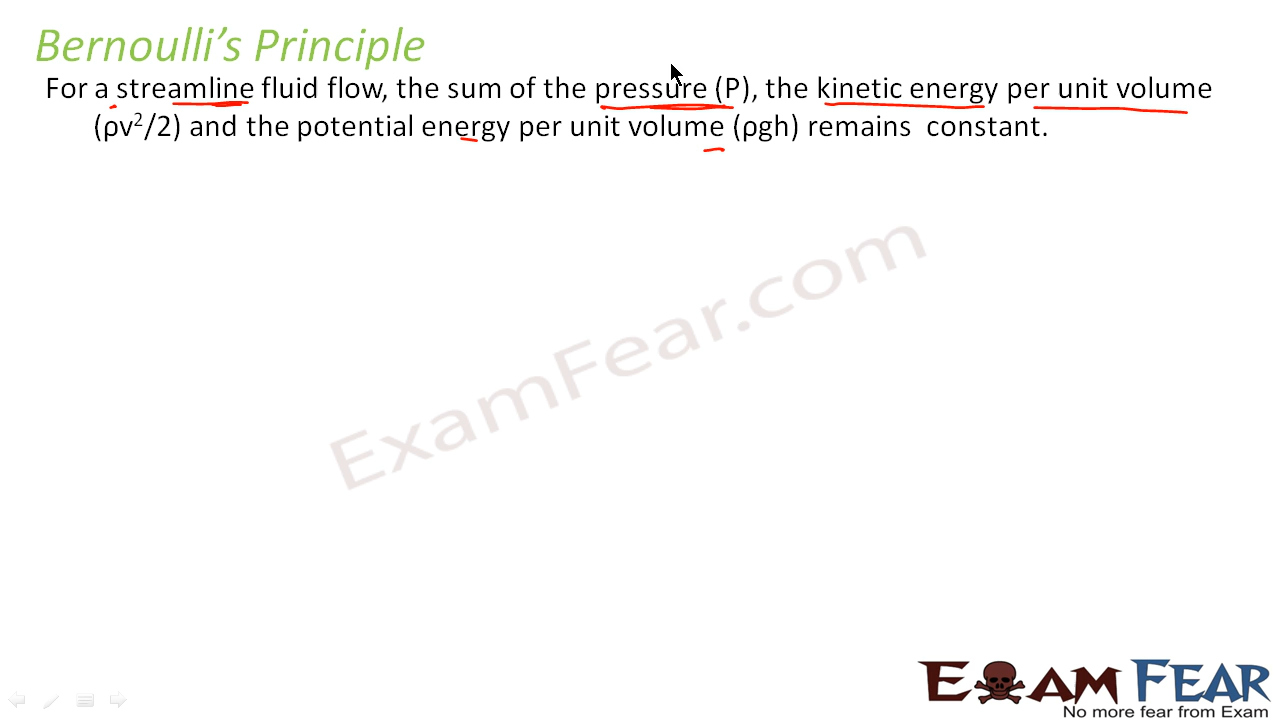 Bernoulli’s Principle
For a streamline fluid flow, the sum of the pressure (P), the kinetic energy per unit volume
(ρv²/2) and the potential energy per unit volume (ρgh) remains constant.
ExamFear.com
EXAM FEAR
No more fear from Exam